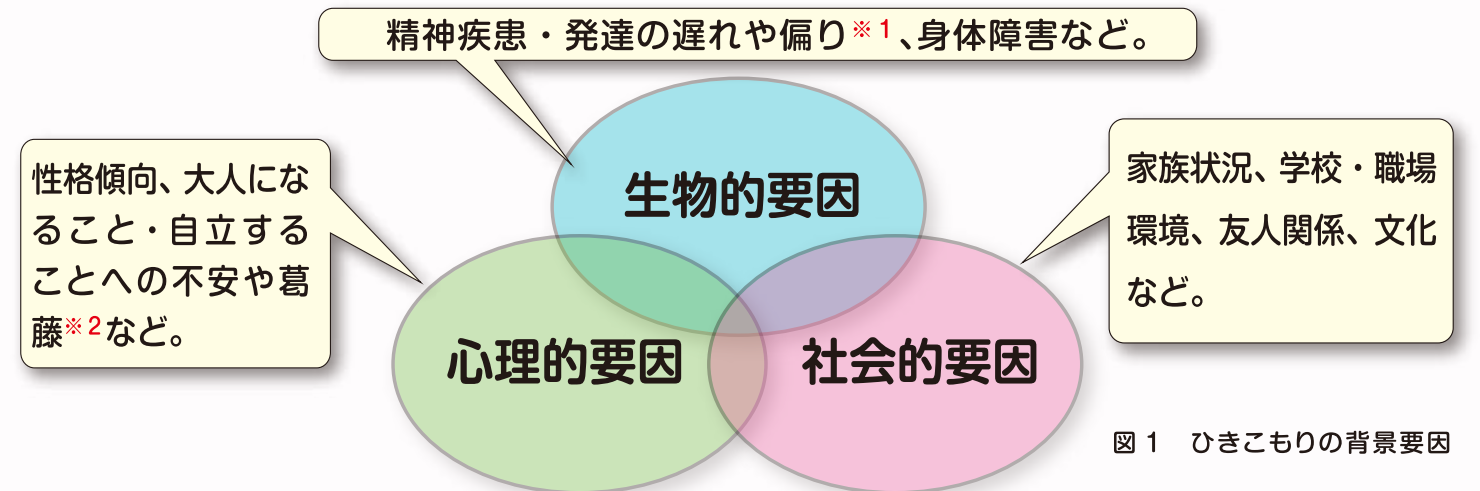 精神疾患・発達の遅れや偏り※1、身体障害など。
生物的要因
性格傾向、大人にな
ること・自立する
ことへの不安や葛
藤※2など。
家族状況、学校・職場
環境、友人関係、文化
など。
心理的要因
社会的要因
図1 ひきこもりの背景要因